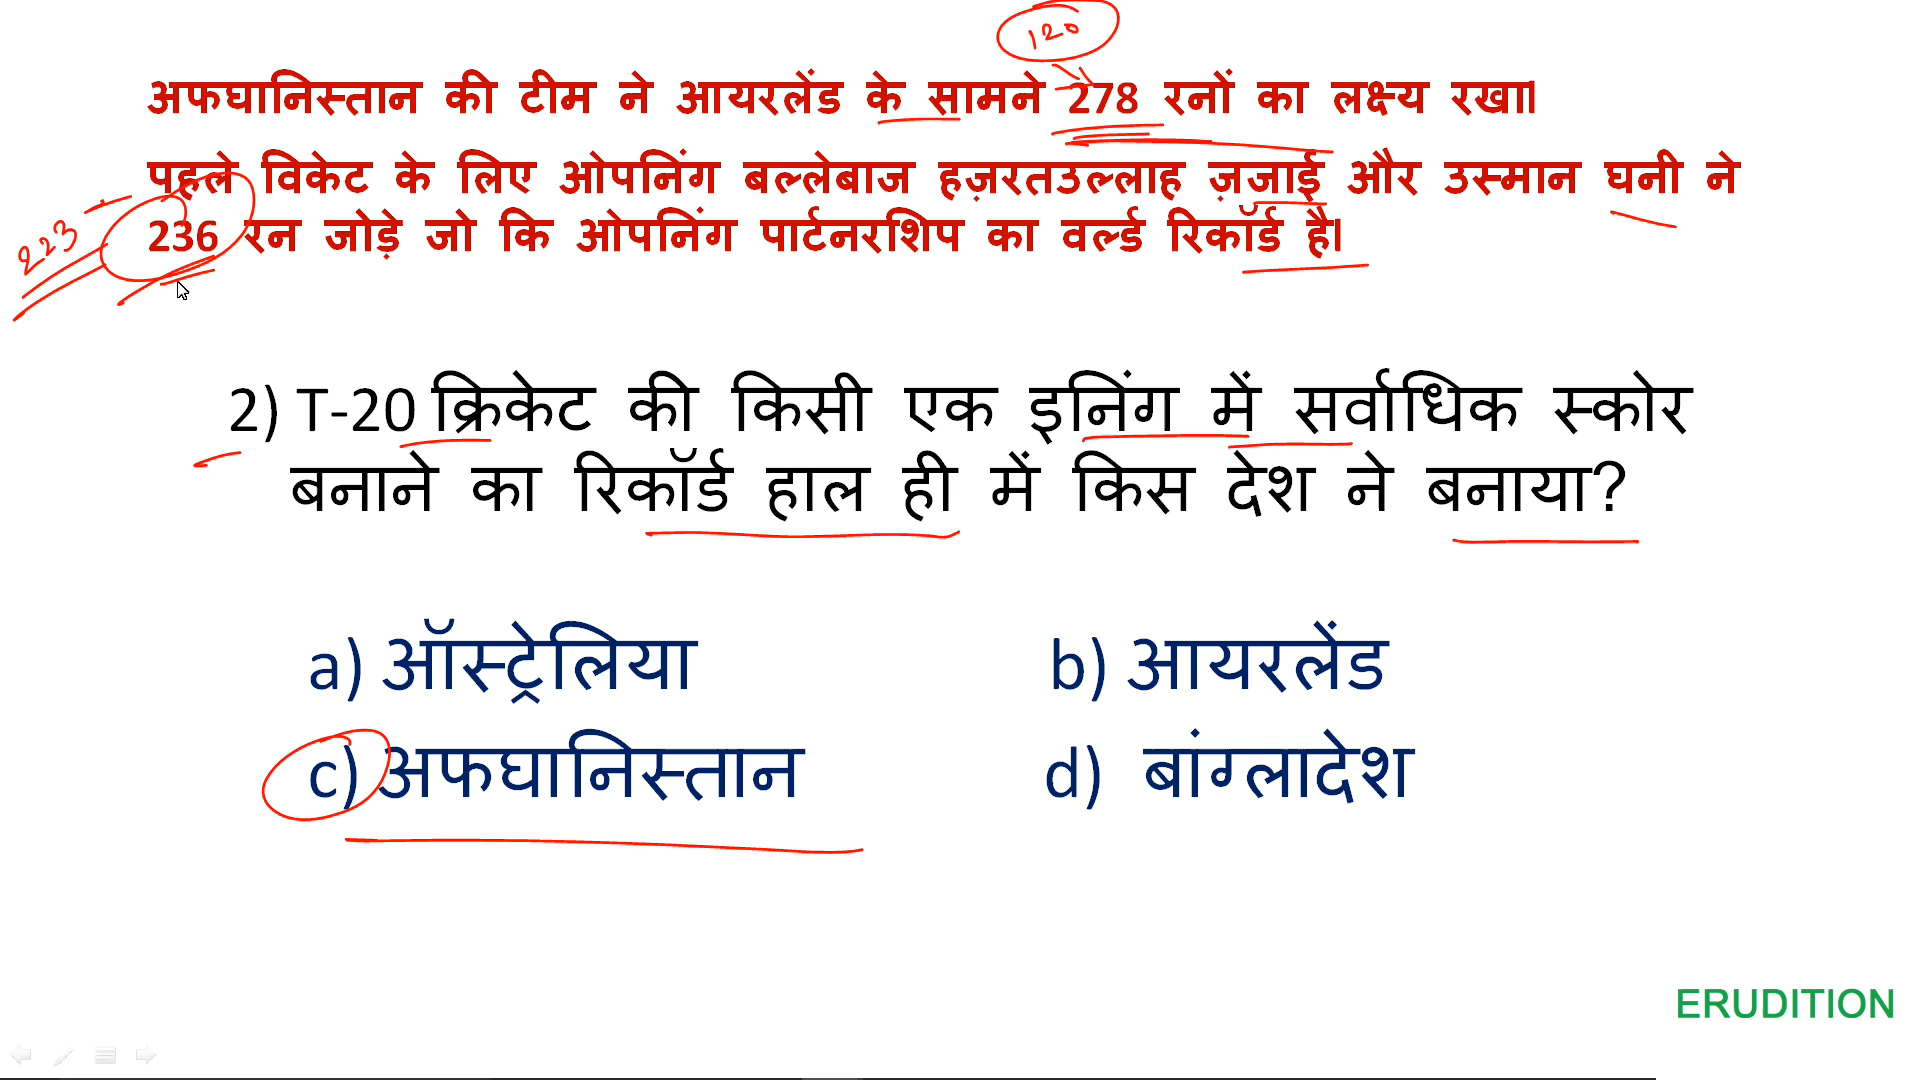 120
अफघानिस्तान की टीम ने आयरलेंड के सामने 278 रनों का लक्ष्य रखा।
पहले विकेट के लिए ओपनिंग बल्लेबाज हज़रतउल्लाह ज़जाई और उस्मान घनी ने
223
236 रन जोड़े जो कि ओपनिंग पार्टनरशिप का वर्ल्ड रिकॉर्ड है।
2) T-20 क्रिकेट की किसी एक इनिंग में सर्वाधिक स्कोर
बनाने का रिकॉर्ड हाल ही में किस देश ने बनाया?
a) ऑस्ट्रेलिया b) आयरलेंड
c) अफघानिस्तान d) बांग्लादेश
ERUDITION